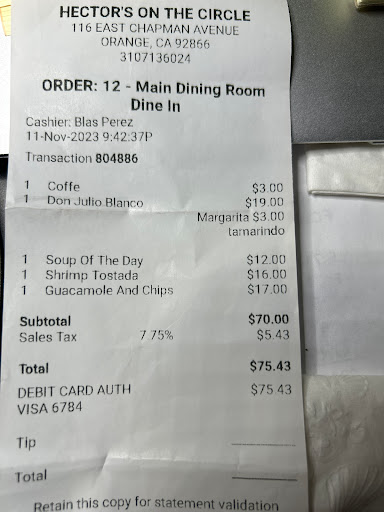 HECTOR'S ON THE CIRCLE
116 EAST CHAPMAN AVENUE
ORANGE, CA 92866
3107136024
ORDER: 12 - Main Dining Room
Dine In
Cashier: Blas Perez
11-Nov-2023 9:42:37P
Transaction 804886
1 Coffe $3.00
1 Don Julio Blanco $19.00
Margarita $3.00
tamarindo
1 Soup Of The Day $12.00
1 Shrimp Tostada $16.00
1 Guacamole And Chips $17.00
Subtotal $70.00
Sales Tax 7.75% $5.43
Total $75.43
DEBIT CARD AUTH $75.43
VISA 6784
Tip
Total
Retain this copy for statement validation